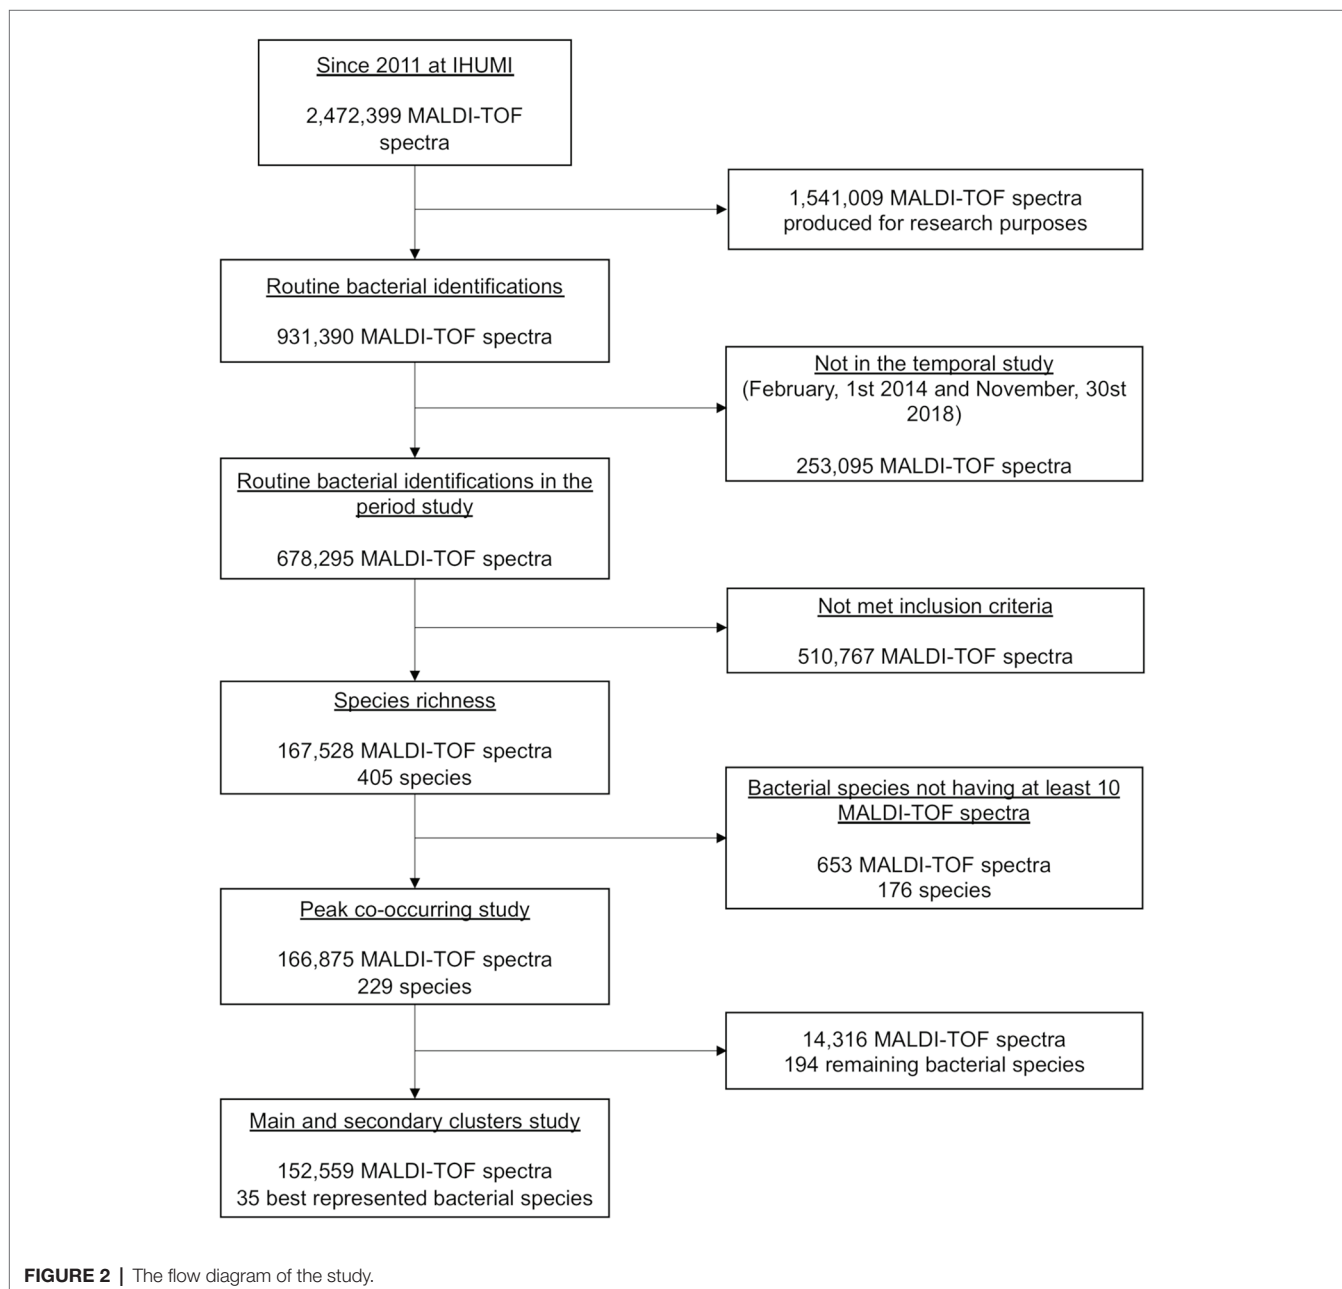 Since 2011 at IHUMI
2,472,399 MALDI-TOF
spectra
1,541,009 MALDI-TOF spectra
produced for research purposes
Routine bacterial identifications
931,390 MALDI-TOF spectra
Not in the temporal study
(February, 1st 2014 and November, 30st
2018)
253,095 MALDI-TOF spectra
Routine bacterial identifications in the
period study
678,295 MALDI-TOF spectra
Not met inclusion criteria
510,767 MALDI-TOF spectra
Species richness
167,528 MALDI-TOF spectra
405 species
Bacterial species not having at least 10
MALDI-TOF spectra
653 MALDI-TOF spectra
176 species
Peak co-occurring study
166,875 MALDI-TOF spectra
229 species
14,316 MALDI-TOF spectra
194 remaining bacterial species
Main and secondary clusters study
152,559 MALDI-TOF spectra
35 best represented bacterial species
FIGURE 2 | The flow diagram of the study.